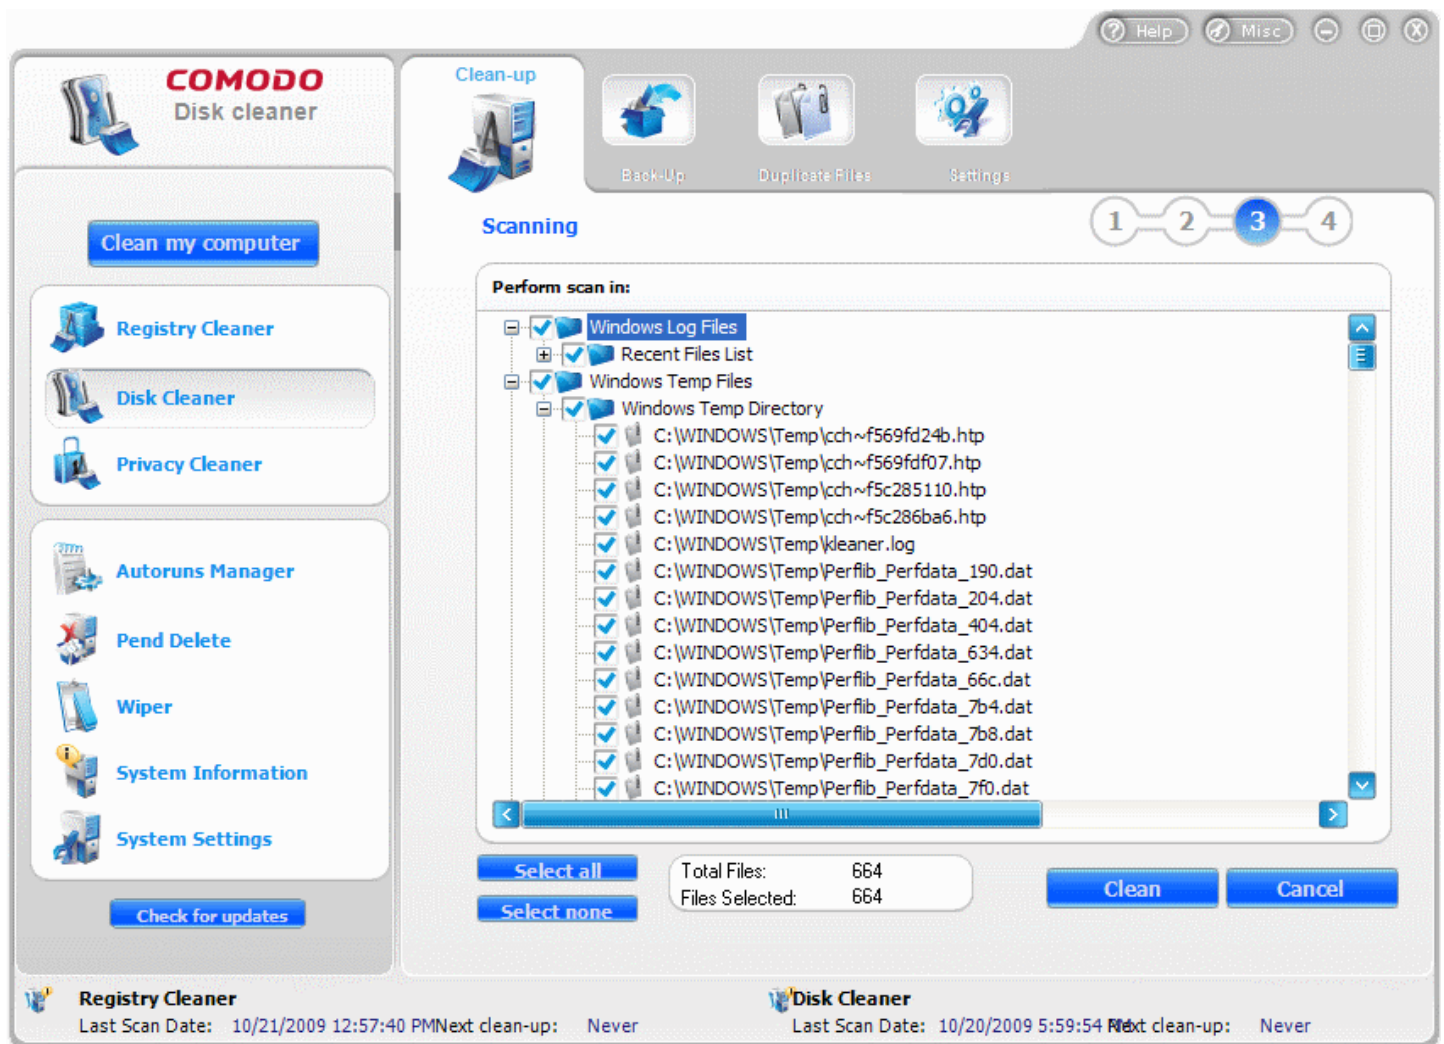 Help
Misc
COMODO
Disk cleaner
Clean-up
Back-Up
Duplicate Files
Settings
Clean my computer
Registry Cleaner
Disk Cleaner
Privacy Cleaner
Autoruns Manager
Pend Delete
Wiper
System Information
System Settings
Check for updates
Scanning
1 2 3 4
Perform scan in:
Windows Log Files
Recent Files List
Windows Temp Files
Windows Temp Directory
C:\WINDOWS\Temp\cch~f569fd24b.htp
C:\WINDOWS\Temp\cch~f569fdf07.htp
C:\WINDOWS\Temp\cch~f5c285110.htp
C:\WINDOWS\Temp\cch~f5c286ba6.htp
C:\WINDOWS\Temp\kleaner.log
C:\WINDOWS\Temp\Perflib_Perfdata_190.dat
C:\WINDOWS\Temp\Perflib_Perfdata_204.dat
C:\WINDOWS\Temp\Perflib_Perfdata_404.dat
C:\WINDOWS\Temp\Perflib_Perfdata_634.dat
C:\WINDOWS\Temp\Perflib_Perfdata_66c.dat
C:\WINDOWS\Temp\Perflib_Perfdata_7b4.dat
C:\WINDOWS\Temp\Perflib_Perfdata_7b8.dat
C:\WINDOWS\Temp\Perflib_Perfdata_7d0.dat
C:\WINDOWS\Temp\Perflib_Perfdata_7f0.dat
Select all
Select none
Total Files: 664
Files Selected: 664
Clean
Cancel
Registry Cleaner
Last Scan Date: 10/21/2009 12:57:40 PM Next clean-up: Never
Disk Cleaner
Last Scan Date: 10/20/2009 5:59:54 Next clean-up: Never